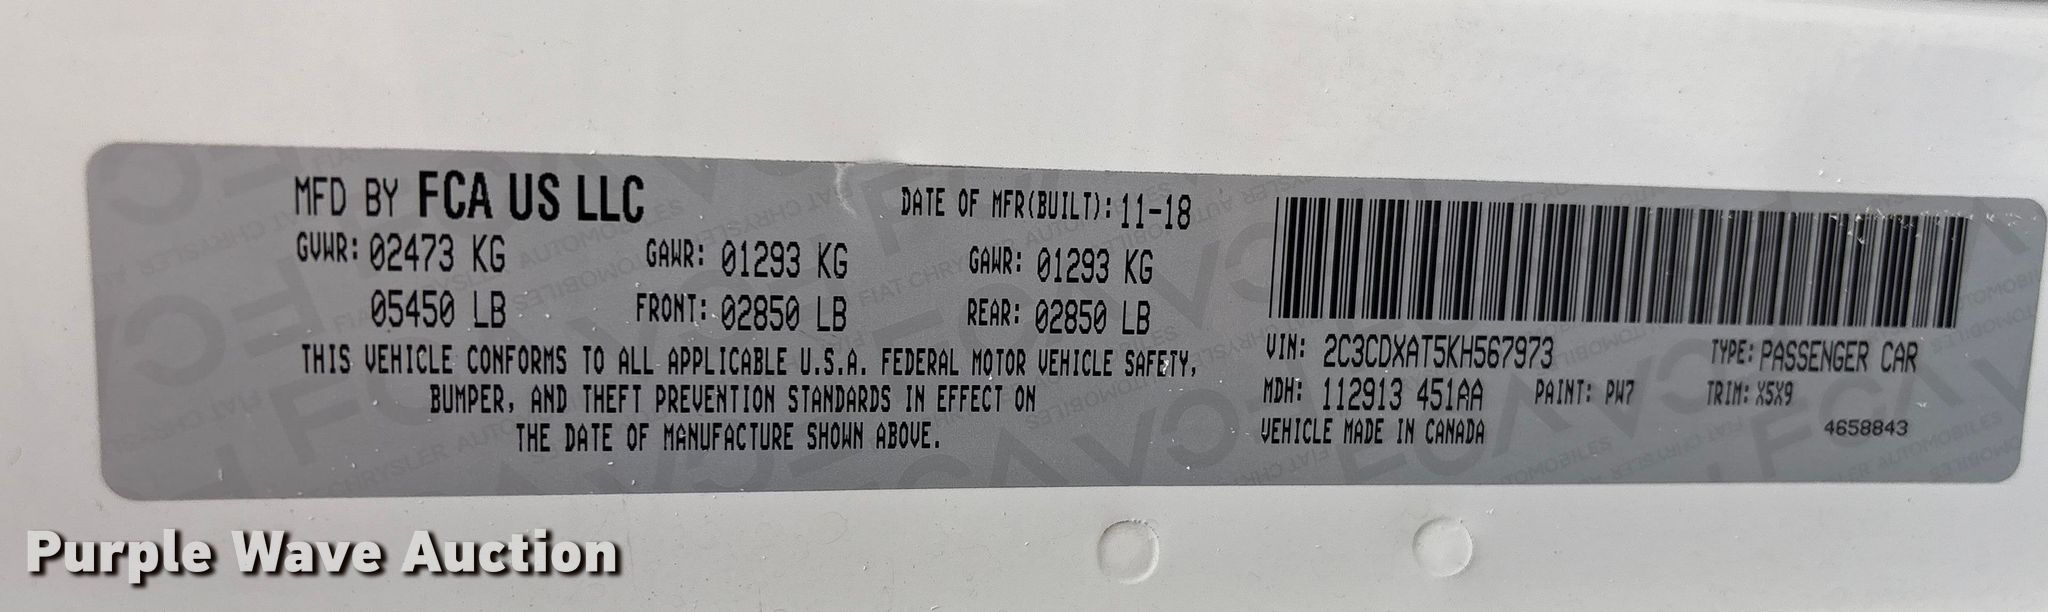 MFD BY FCA US LLC DATE OF MFR(BUILT): 11-18
GVWR: 02473 KG GAWR: 01293 KG GAWR: 01293 KG
05450 LB FRONT: 02850 LB REAR: 02850 LB
THIS VEHICLE CONFORMS TO ALL APPLICABLE U.S.A. FEDERAL MOTOR VEHICLE SAFETY,
BUMPER, AND THEFT PREVENTION STANDARDS IN EFFECT ON
THE DATE OF MANUFACTURE SHOWN ABOVE.
VIN: 2C3CDXAT5KH567973 TYPE: PASSENGER CAR
MDH: 112913 451AA PAINT: PW7 TRIM: X5X9
VEHICLE MADE IN CANADA 4658843
Purple Wave Auction